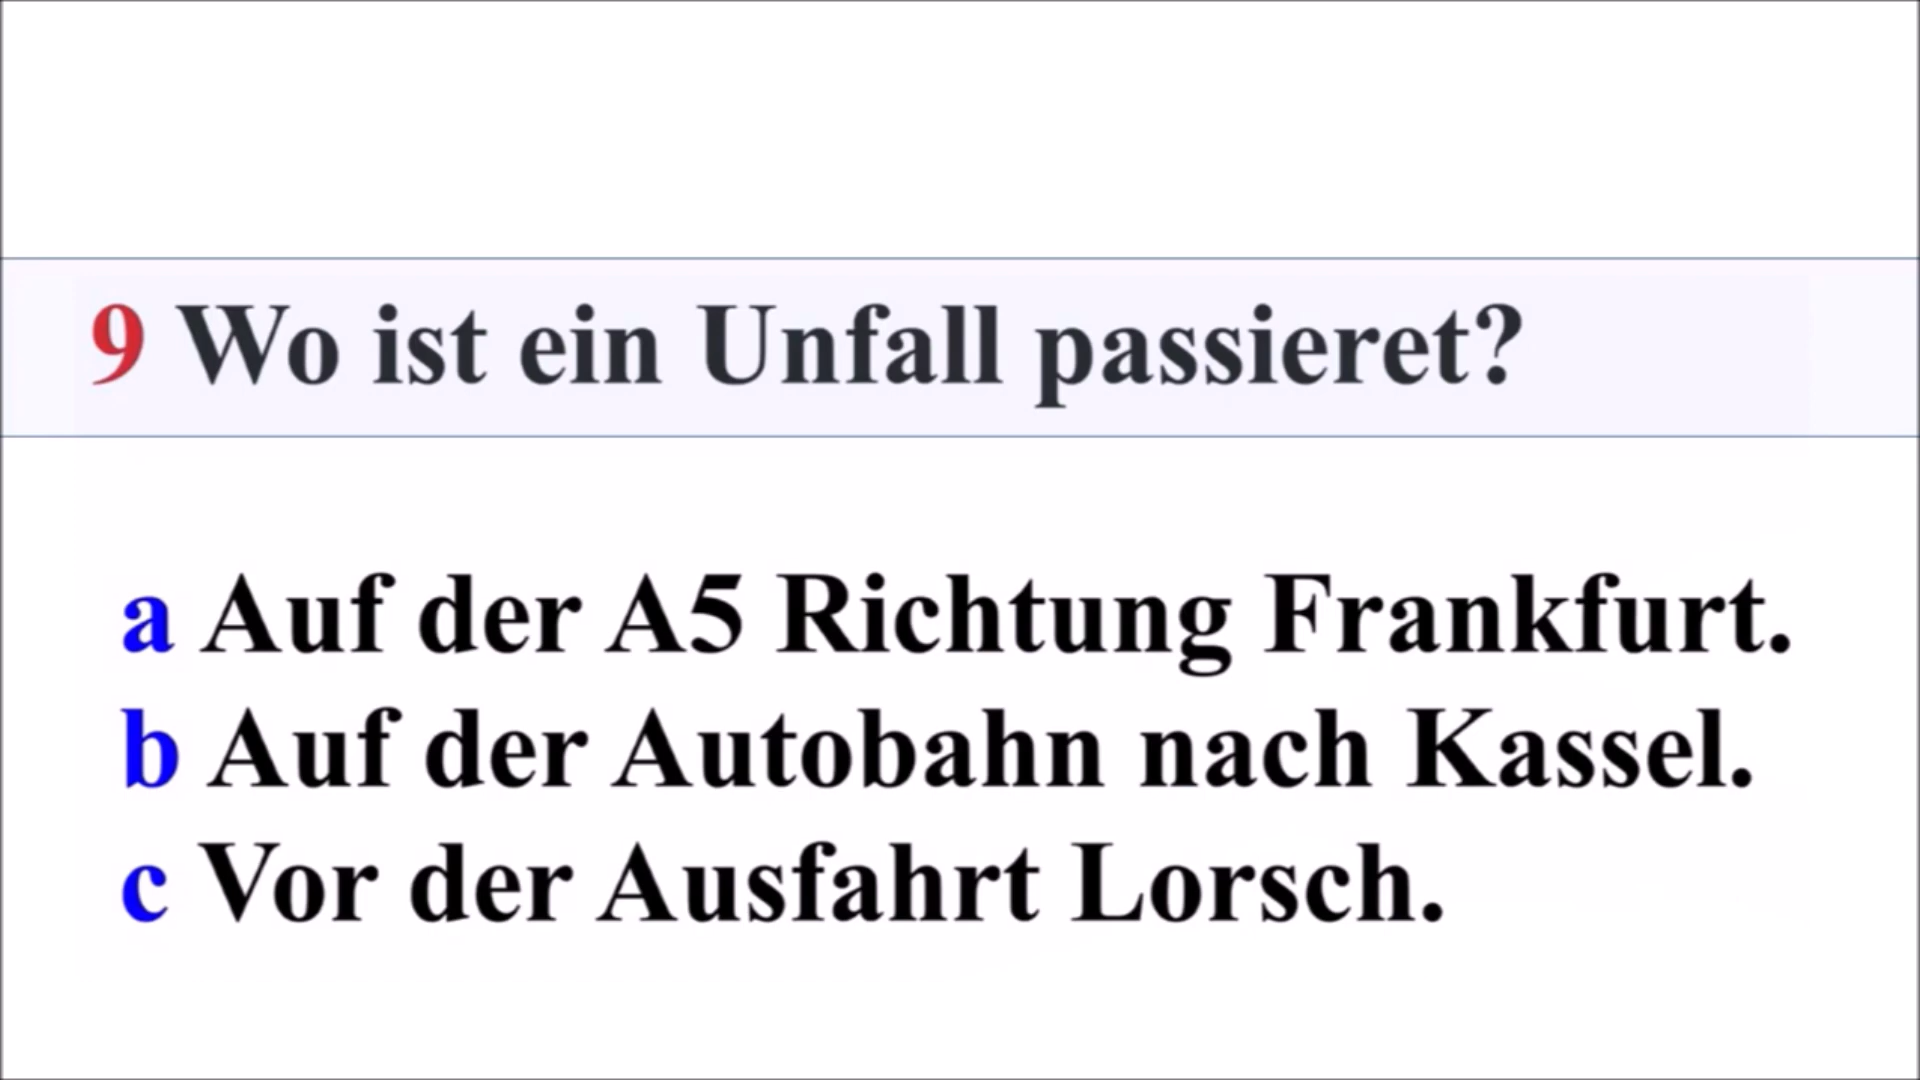 9 Wo ist ein Unfall passieret?
a Auf der A5 Richtung Frankfurt.
b Auf der Autobahn nach Kassel.
c Vor der Ausfahrt Lorsch.